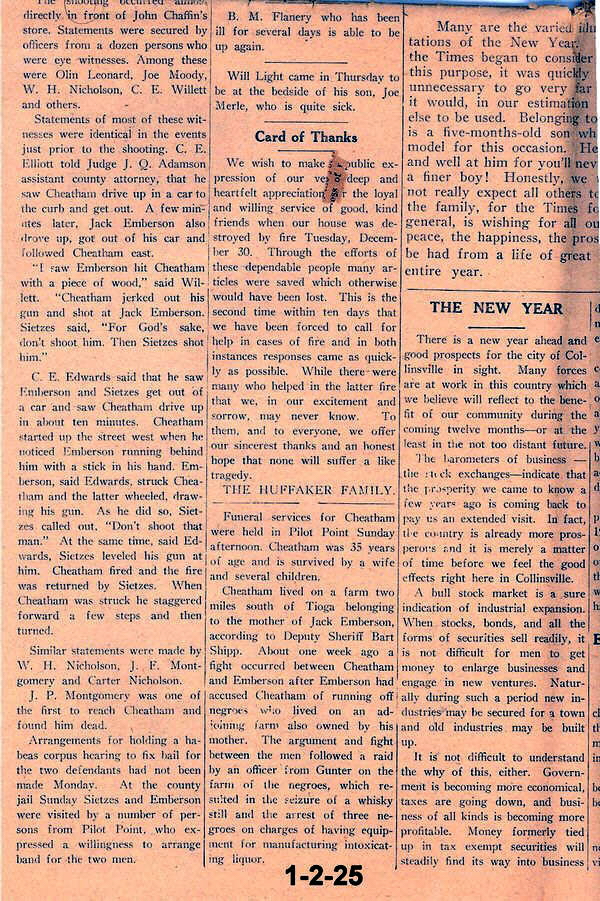 The shooting occurred almost
directly in front of John Chaffin's
store. Statements were secured by
officers from a dozen persons who
were eye witnesses. Among these
were Olin Leonard, Joe Moody,
W. H. Nicholson, C. E. Willett
and others.
Statements of most of these wit-
nesses were identical in the events
just prior to the shooting. C. E.
Elliott told Judge J. Q. Adamson
assistant county attorney, that he
saw Cheatham drive up in a car to
the curb and get out. A few min-
utes later, Jack Emberson also
drove up, got out of his car and
followed Cheatham east.
"I saw Emberson hit Cheatham
with a piece of wood," said Wil-
lett. "Cheatham jerked out his
gun and shot at Jack Emberson.
Sietzes said, "For God's sake,
don't shoot him. Then Sietzes shot
him."
C. E. Edwards said that he saw
Emberson and Sietzes get out of
a car and saw Cheatham drive up
in about ten minutes. Cheatham
started up the street west when he
noticed Emberson running behind
him with a stick in his hand. Em-
berson, said Edwards, struck Chea-
tham and the latter wheeled, draw-
ing his gun. As he did so, Siet-
zes called out, "Don't shoot that
man." At the same time, said Ed-
wards, Sietzes leveled his gun at
him. Cheatham fired and the fire
was returned by Sietzes. When
Cheatham was struck he staggered
forward a few steps and then
turned.
Similar statements were made by
W. H. Nicholson, J. F. Mont-
gomery and Carter Nicholson.
J. P. Montgomery was one of
the first to reach Cheatham and
found him dead.
Arrangements for holding a ha-
beas corpus hearing to fix bail for
the two defendants had not been
made Monday. At the county
jail Sunday Sietzes and Emberson
were visited by a number of per-
sons from Pilot Point, who ex-
pressed a willingness to arrange
band for the two men.
B. M. Flanery who has been
ill for several days is able to be
up again.
Will Light came in Thursday to
be at the bedside of his son, Joe
Merle, who is quite sick.
Card of Thanks
We wish to make public ex-
pression of our very deep and
heartfelt appreciation for the loyal
and willing service of good, kind
friends when our house was de-
stroyed by fire Tuesday, Decem-
ber 30. Through the efforts of
these dependable people many ar-
ticles were saved which otherwise
would have been lost. This is the
second time within ten days that
we have been forced to call for
help in cases of fire and in both
instances responses came as quick-
ly as possible. While there were
many who helped in the latter fire
that we, in our excitement and
sorrow, may never know. To
them, and to everyone, we offer
our sincerest thanks and an honest
hope that none will suffer a like
tragedy.
THE HUFFAKER FAMILY.
Funeral services for Cheatham
were held in Pilot Point Sunday
afternoon. Cheatham was 35 years
of age and is survived by a wife
and several children.
Cheatham lived on a farm two
miles south of Tioga belonging
to the mother of Jack Emberson,
according to Deputy Sheriff Bart
Shipp. About one week ago a
fight occurred between Cheatham
and Emberson after Emberson had
accused Cheatham of running off
negroes who lived on an ad-
joining farm also owned by his
mother. The argument and fight
between the men followed a raid
by an officer from Gunter on the
farm of the negroes, which re-
sulted in the seizure of a whisky
still and the arrest of three ne-
groes on charges of having equip-
ment for manufacturing intoxicat-
ing liquor.
Many are the varied
tations of the New Year.
the Times began to consider
this purpose, it was quickly
unnecessary to go very far
it would, in our estimation
else to be used. Belonging to
is a five-months-old son wh
model for this occasion. He
and well at him for you'll nev
a finer boy! Honestly, we
not really expect all others to
the family, for the Times fo
general, is wishing for all ou
peace, the happiness, the pros
be had from a life of great
entire year.
THE NEW YEAR
There is a new year ahead and
good prospects for the city of Col-
linsville in sight. Many forces
are at work in this country which
we believe will reflect to the bene-
fit of our community during the
coming twelve months—or at the
least in the not too distant future.
The barometers of business —
the stock exchanges—indicate that
the prosperity we came to know a
few years ago is coming back to
pay us an extended visit. In fact,
the country is already more pros-
perous and it is merely a matter
of time before we feel the good
effects right here in Collinsville.
A bull stock market is a sure
indication of industrial expansion.
When stocks, bonds, and all the
forms of securities sell readily, it
is not difficult for men to get
money to enlarge businesses and
engage in new ventures. Natur-
ally during such a period new in-
dustries may be secured for a town
and old industries may be built
up.
It is not difficult to understand
the why of this, either. Govern-
ment is becoming more economical,
taxes are going down, and busi-
ness of all kinds is becoming more
profitable. Money formerly tied
up in tax exempt securities will
steadily find its way into business
1-2-25